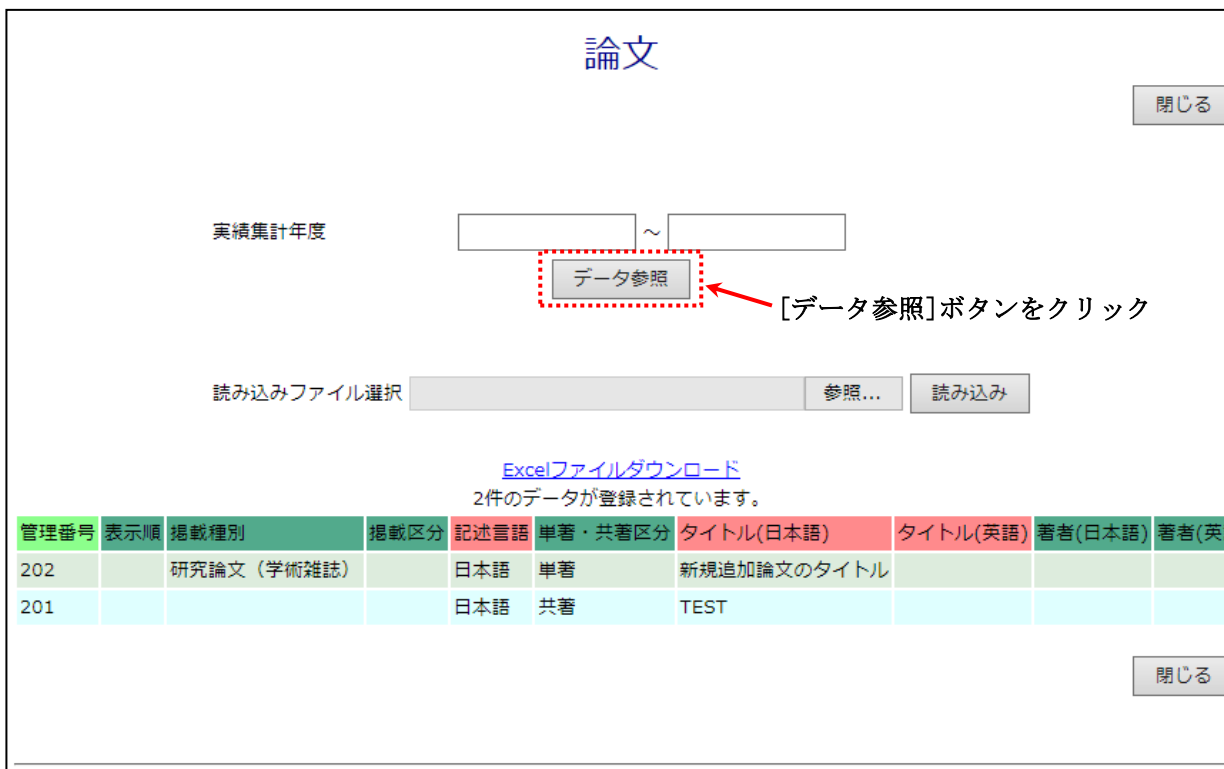 論文
閉じる
実績集計年度 ～
データ参照
[データ参照]ボタンをクリック
読み込みファイル選択 参照... 読み込み
Excelファイルダウンロード
2件のデータが登録されています。
管理番号 表示順 掲載種別 掲載区分 記述言語 単著・共著区分 タイトル(日本語) タイトル(英語) 著者(日本語) 著者(英
202 研究論文（学術雑誌） 日本語 単著 新規追加論文のタイトル
201 日本語 共著 TEST
閉じる